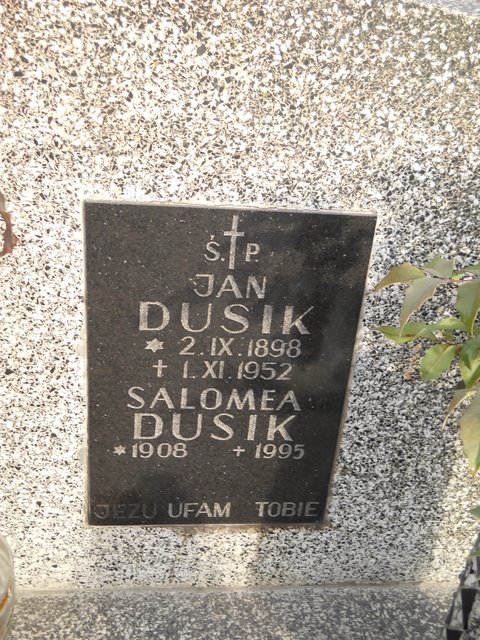 Ś. P.
JAN
DUSIK
* 2.IX.1898
+ 1.XI.1952
SALOMEA
DUSIK
*1908 +1995
JEZU UFAM TOBIE